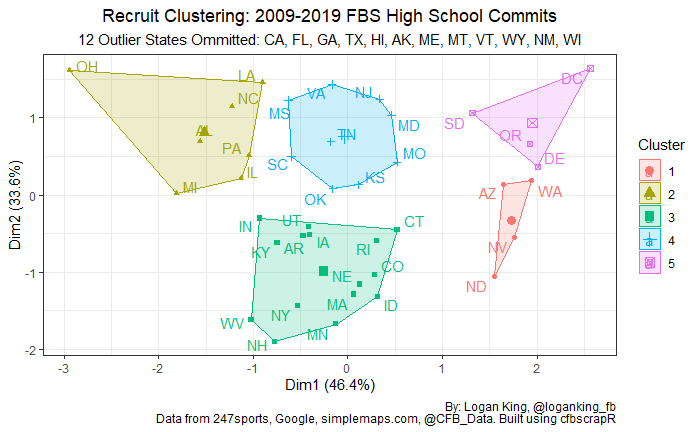 Recruit Clustering: 2009-2019 FBS High School Commits
12 Outlier States Ommitted: CA, FL, GA, TX, HI, AK, ME, MT, VT, WY, NM, WI
OH
LA
NC
AL
PA
IL
MI
VA
NJ
MS
TN
MD
MO
SC
KS
OK
DC
SD
OR
DE
AZ
WA
NV
ND
IN
UT
CT
IA
KY
AR
RI
CO
NE
MA
ID
NY
WV
MN
NH
1
0
-1
-2
Dim2 (33.6%)
-3
-2
-1
0
1
2
Dim1 (46.4%)
Cluster
1
2
3
4
5
By: Logan King, @loganking_fb
Data from 247sports, Google, simplemaps.com, @CFB_Data. Built using cfbscrapR